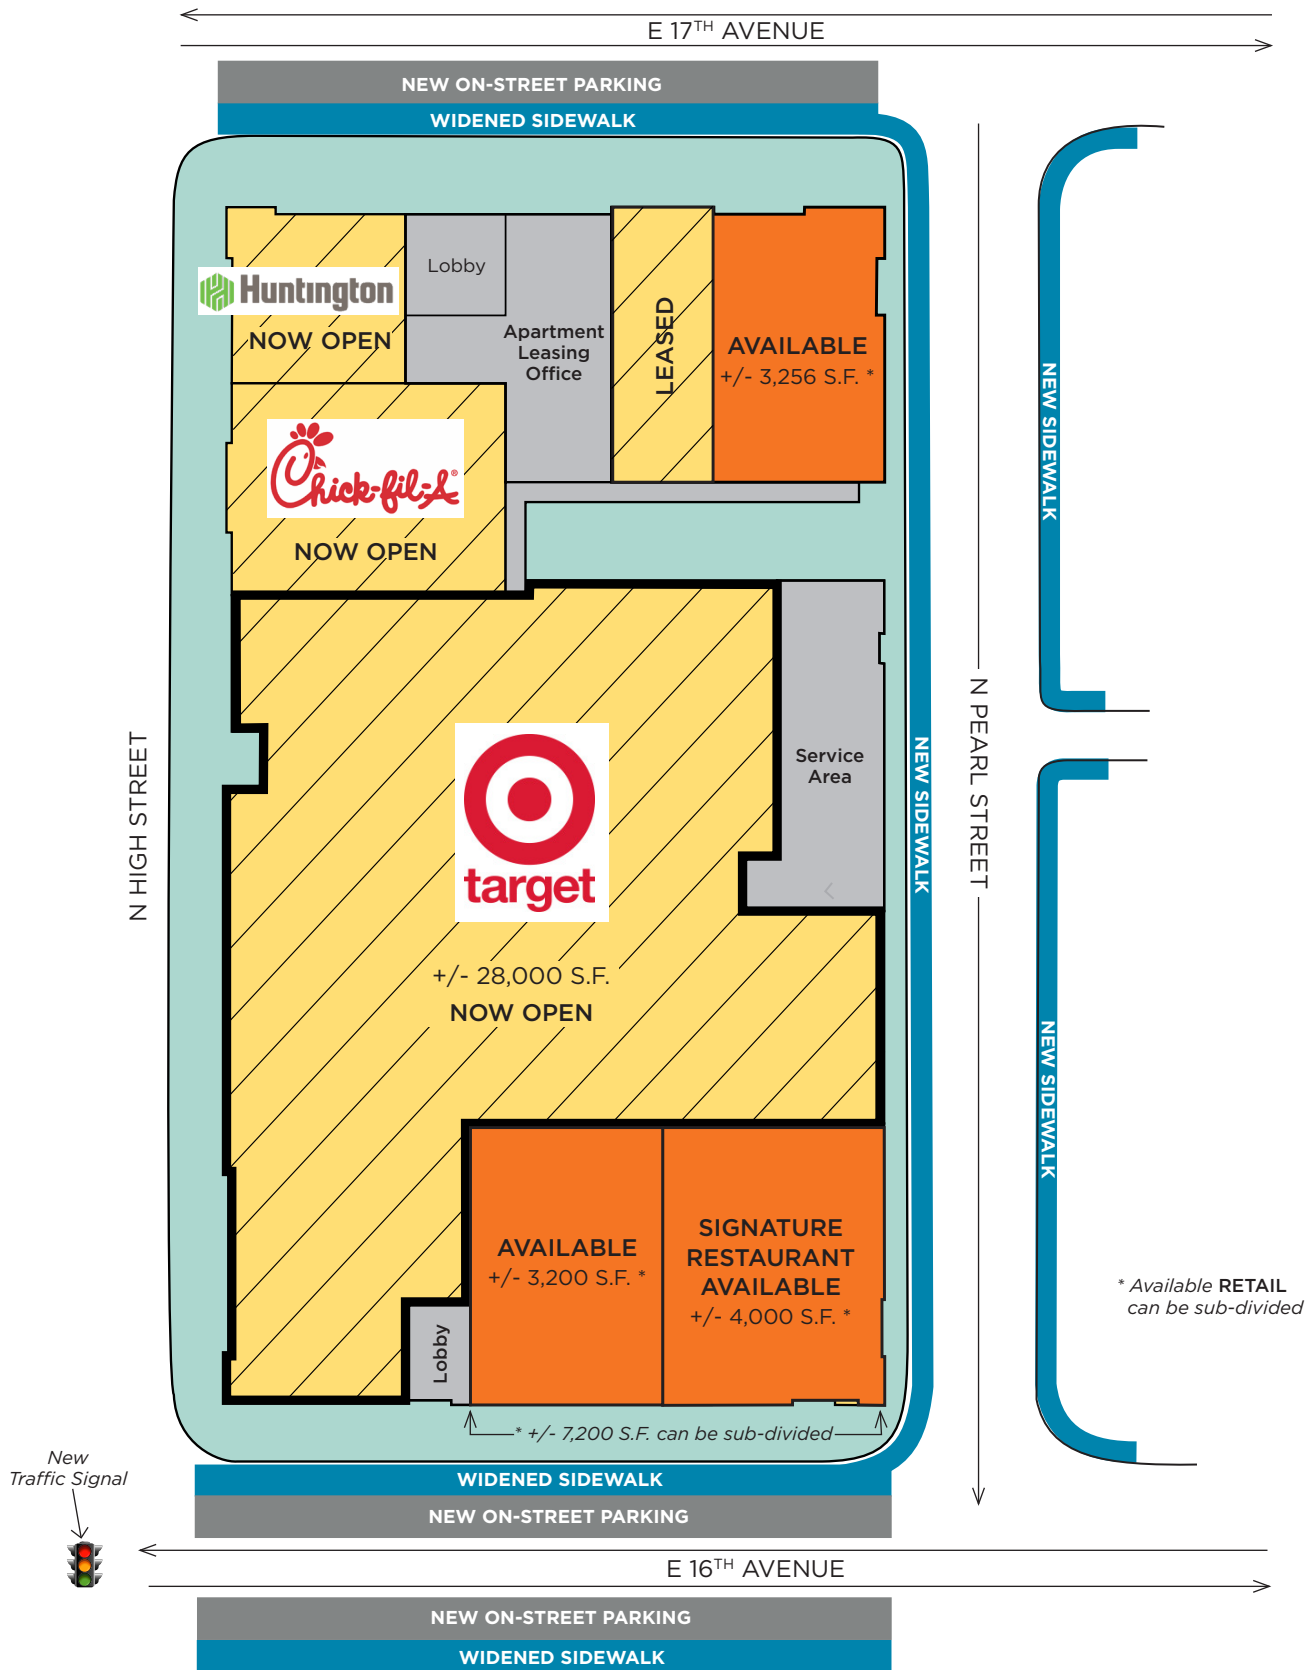 E 17TH AVENUE
NEW ON-STREET PARKING
WIDENED SIDEWALK
Huntington
NOW OPEN
Lobby
Apartment
Leasing
Office
LEASED
AVAILABLE
+/- 3,256 S.F. *
Chick-fil-A®
NOW OPEN
target
+/- 28,000 S.F.
NOW OPEN
Service
Area
N HIGH STREET
NEW SIDEWALK
N PEARL STREET
NEW SIDEWALK
NEW SIDEWALK
AVAILABLE
+/- 3,200 S.F. *
SIGNATURE
RESTAURANT
AVAILABLE
+/- 4,000 S.F. *
Lobby
* Available RETAIL
can be sub-divided
* +/- 7,200 S.F. can be sub-divided
New
Traffic Signal
WIDENED SIDEWALK
NEW ON-STREET PARKING
E 16TH AVENUE
NEW ON-STREET PARKING
WIDENED SIDEWALK